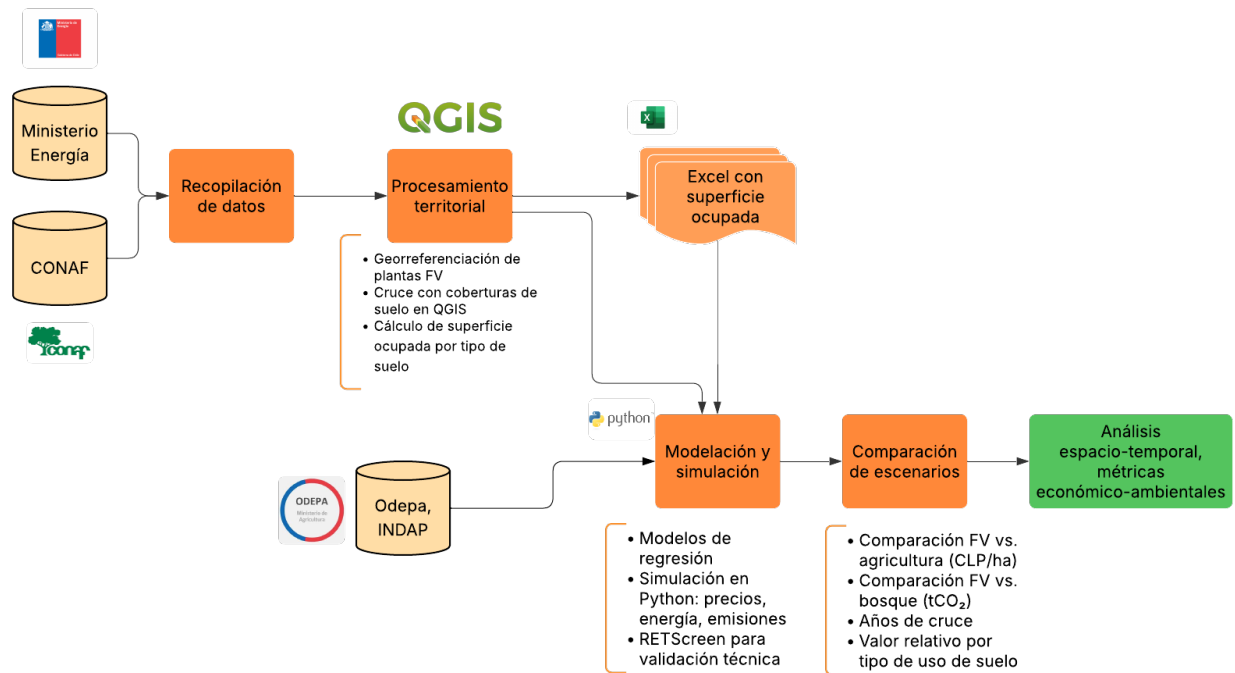 Ministerio
Energía
CONAF
conaf
Recopilación
de datos
QGIS
Procesamiento
territorial
• Georreferenciación de
plantas FV
• Cruce con coberturas de
suelo en QGIS
• Cálculo de superficie
ocupada por tipo de
suelo
Excel con
superficie
ocupada
ODEPA
Ministerio de
Agricultura
Odepa,
INDAP
python
Modelación y
simulación
• Modelos de
regresión
• Simulación en
Python: precios,
energía, emisiones
• RETScreen para
validación técnica
Comparación
de escenarios
• Comparación FV vs.
agricultura (CLP/ha)
• Comparación FV vs.
bosque (tCO₂)
• Años de cruce
• Valor relativo por
tipo de uso de suelo
Análisis
espacio-temporal,
métricas
económico-ambientales